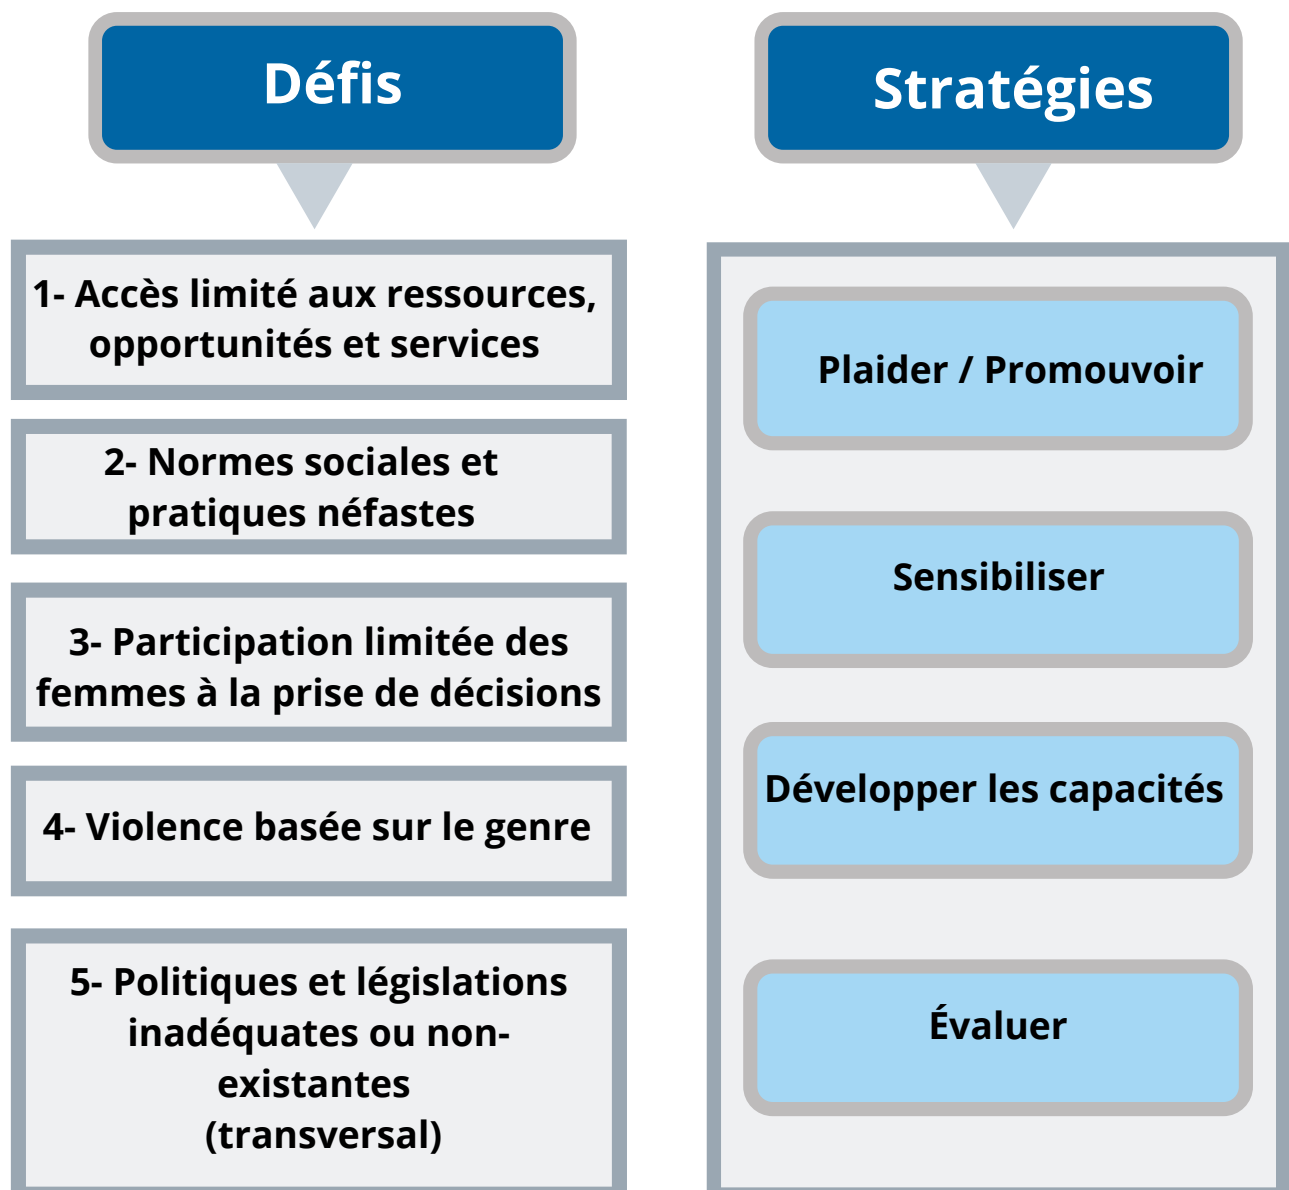 Défis
1- Accès limité aux ressources,
opportunités et services
2- Normes sociales et
pratiques néfastes
3- Participation limitée des
femmes à la prise de décisions
4- Violence basée sur le genre
5- Politiques et législations
inadéquates ou non-
existantes
(transversal)
Stratégies
Plaider / Promouvoir
Sensibiliser
Développer les capacités
Évaluer